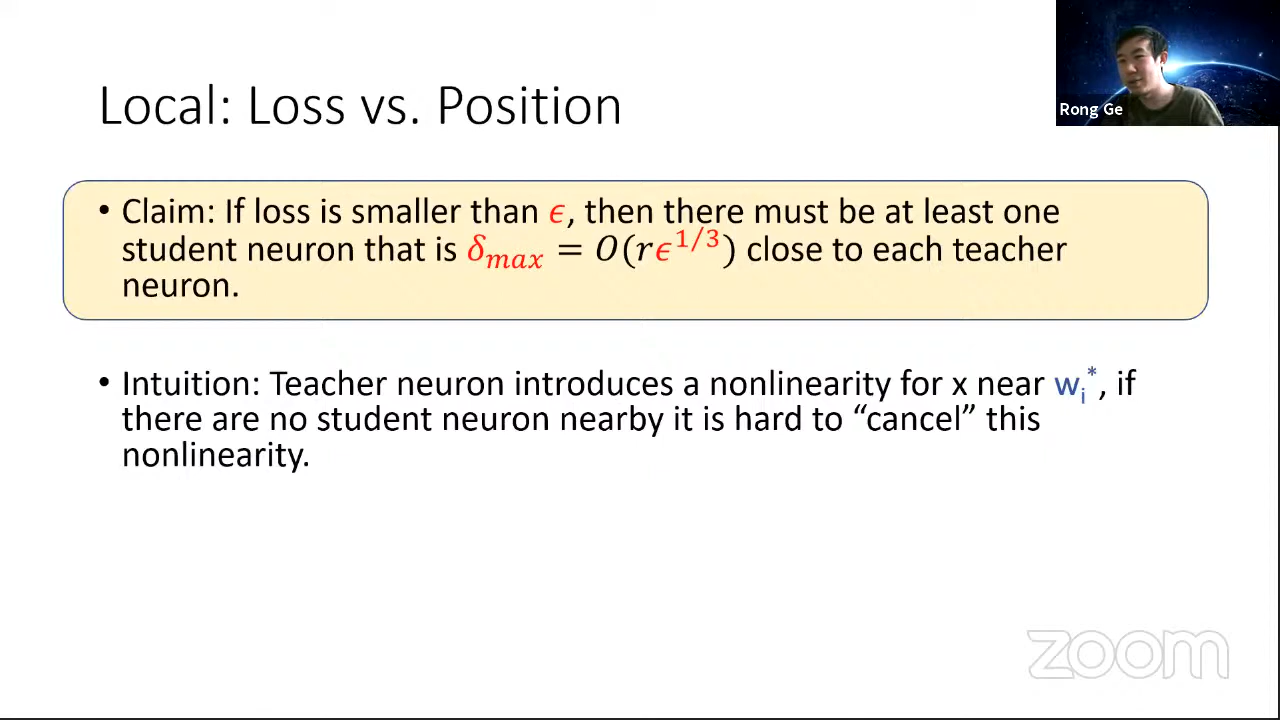 Rong Ge
Local: Loss vs. Position
• Claim: If loss is smaller than ϵ, then there must be at least one
student neuron that is δ_max = O(rϵ^{1/3}) close to each teacher
neuron.
• Intuition: Teacher neuron introduces a nonlinearity for x near w_i^*, if
there are no student neuron nearby it is hard to “cancel” this
nonlinearity.
zoom